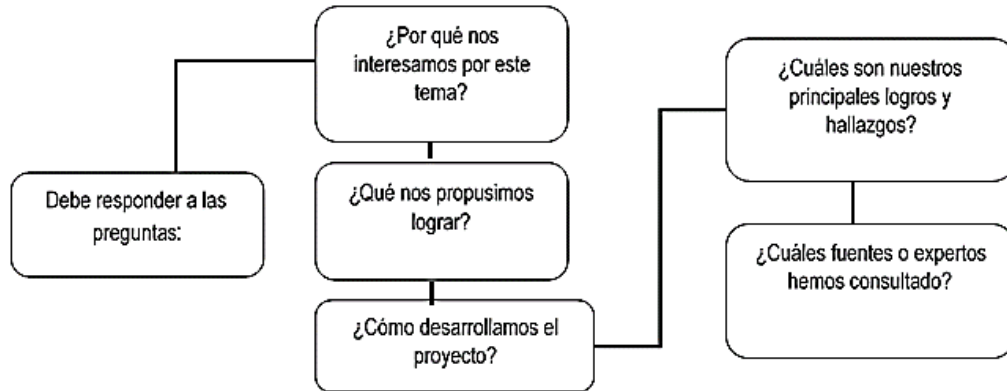 Debe responder a las
preguntas:
¿Por qué nos
interesamos por este
tema?
¿Qué nos propusimos
lograr?
¿Cómo desarrollamos el
proyecto?
¿Cuáles son nuestros
principales logros y
hallazgos?
¿Cuáles fuentes o expertos
hemos consultado?